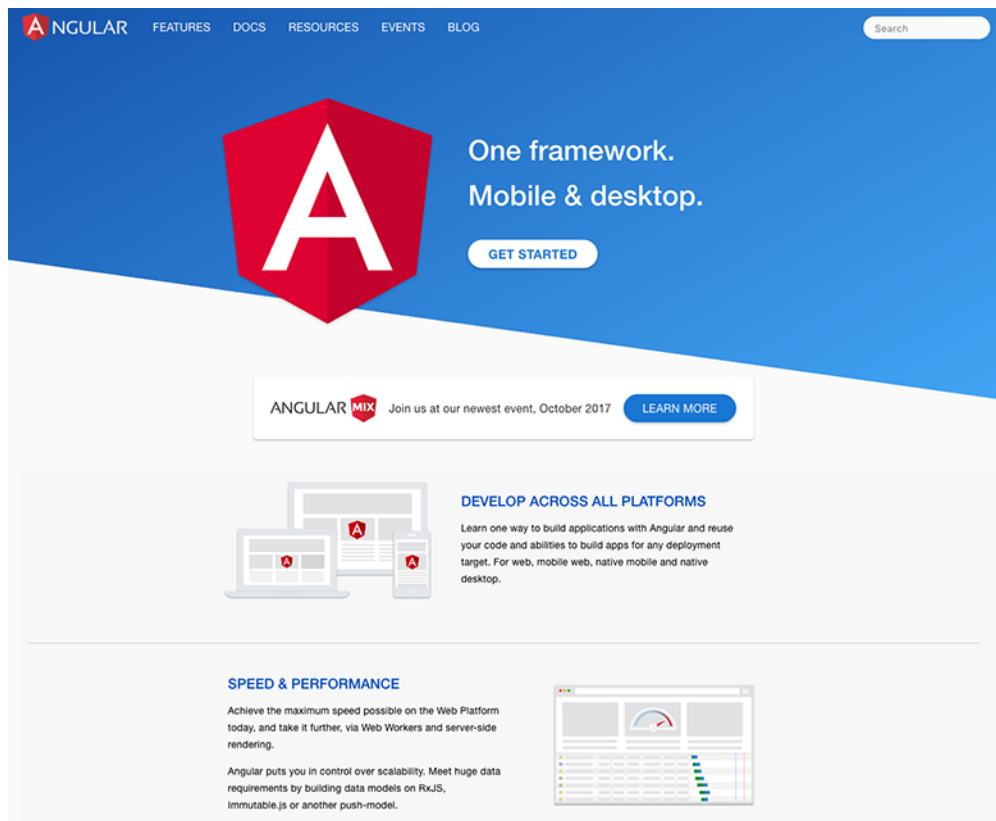 ANGULAR FEATURES DOCS RESOURCES EVENTS BLOG Search
A
One framework.
Mobile & desktop.
GET STARTED
ANGULAR MIX Join us at our newest event, October 2017 LEARN MORE
A
A
A
DEVELOP ACROSS ALL PLATFORMS
Learn one way to build applications with Angular and reuse
your code and abilities to build apps for any deployment
target. For web, mobile web, native mobile and native
desktop.
SPEED & PERFORMANCE
Achieve the maximum speed possible on the Web Platform
today, and take it further, via Web Workers and server-side
rendering.
Angular puts you in control over scalability. Meet huge data
requirements by building data models on RxJS,
Immutable.js or another push-model.